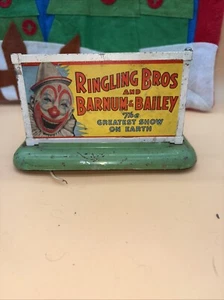 RINGLING BROS
AND
BARNUM & BAILEY
The
GREATEST SHOW
ON EARTH